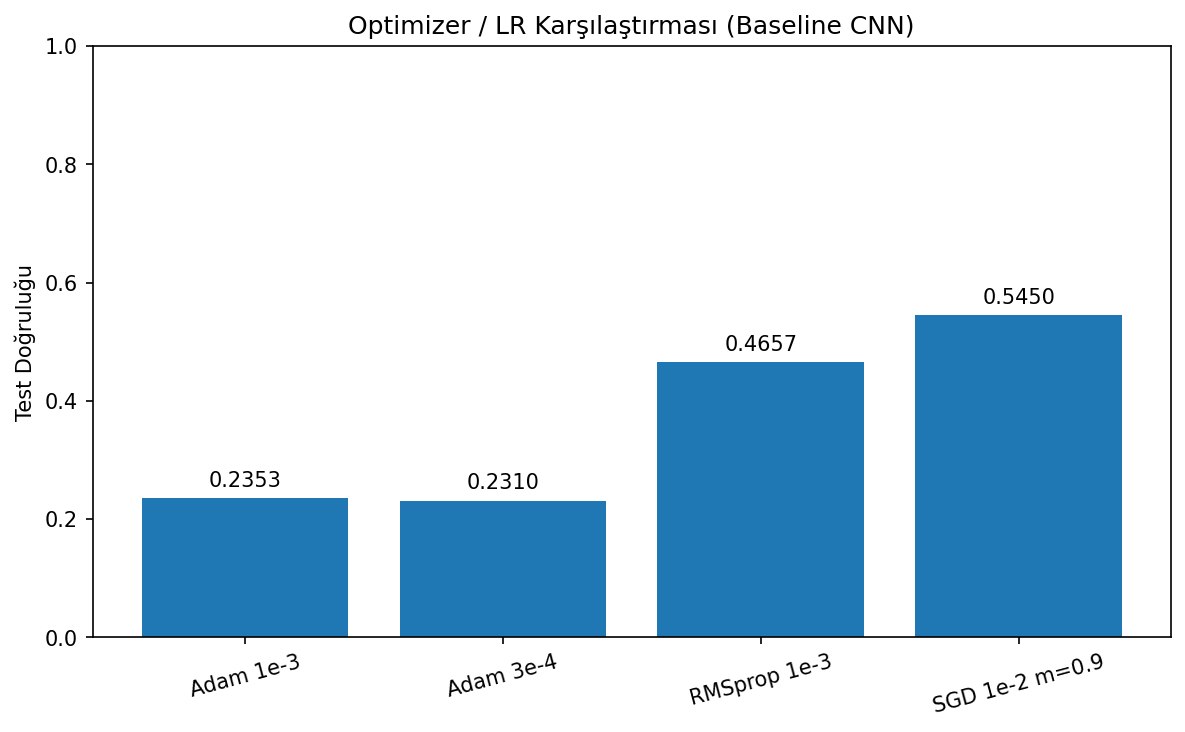 Optimizer / LR Karşılaştırması (Baseline CNN)
Test Doğruluğu
1.0
0.8
0.6
0.4
0.2
0.0
0.2353
0.2310
0.4657
0.5450
Adam 1e-3
Adam 3e-4
RMSprop 1e-3
SGD 1e-2 m=0.9